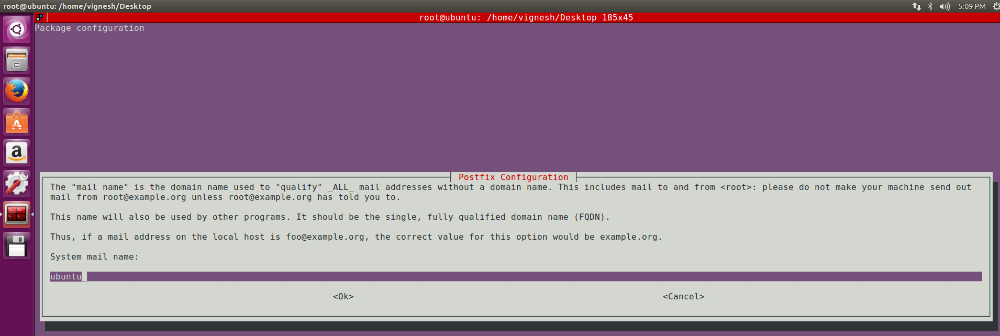 root@ubuntu: /home/vignesh/Desktop
5:09 PM
root@ubuntu: /home/vignesh/Desktop 185x45
Package configuration
Postfix Configuration
The "mail name" is the domain name used to "qualify" _ALL_ mail addresses without a domain name. This includes mail to and from <root>: please do not make your machine send out
mail from root@example.org unless root@example.org has told you to.
This name will also be used by other programs. It should be the single, fully qualified domain name (FQDN).
Thus, if a mail address on the local host is foo@example.org, the correct value for this option would be example.org.
System mail name:
ubuntu
<Ok> <Cancel>